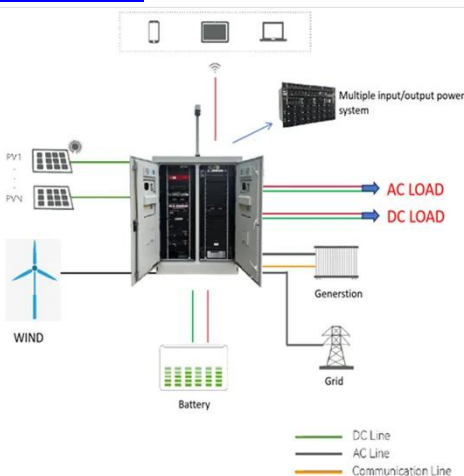 Multiple input/output power
system
PV1
PVN
AC LOAD
DC LOAD
WIND
Generstion
Grid
Battery
DC Line
AC Line
Communication Line